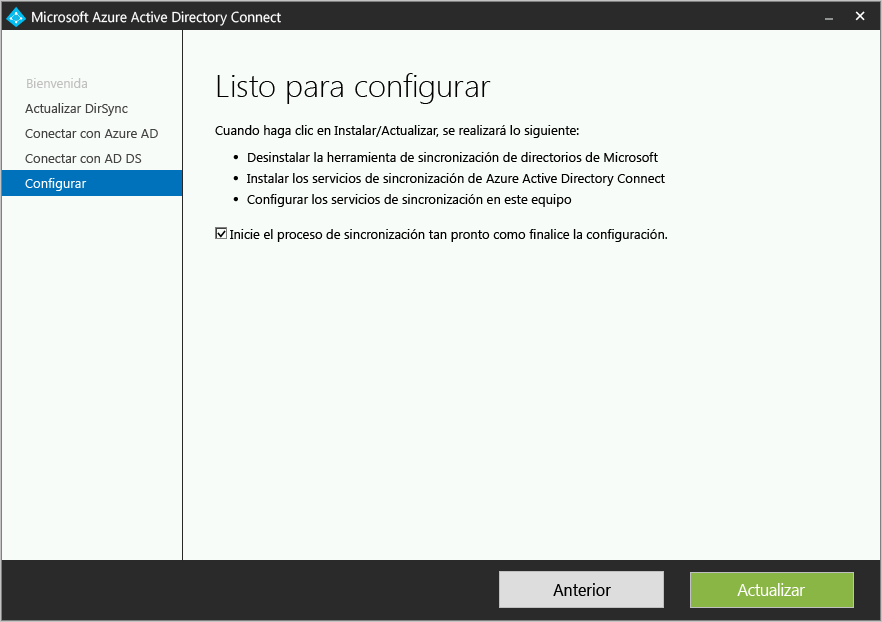 Microsoft Azure Active Directory Connect
Bienvenida
Actualizar DirSync
Conectar con Azure AD
Conectar con AD DS
Configurar
Listo para configurar
Cuando haga clic en Instalar/Actualizar, se realizará lo siguiente:
• Desinstalar la herramienta de sincronización de directorios de Microsoft
• Instalar los servicios de sincronización de Azure Active Directory Connect
• Configurar los servicios de sincronización en este equipo
Inicie el proceso de sincronización tan pronto como finalice la configuración.
Anterior
Actualizar